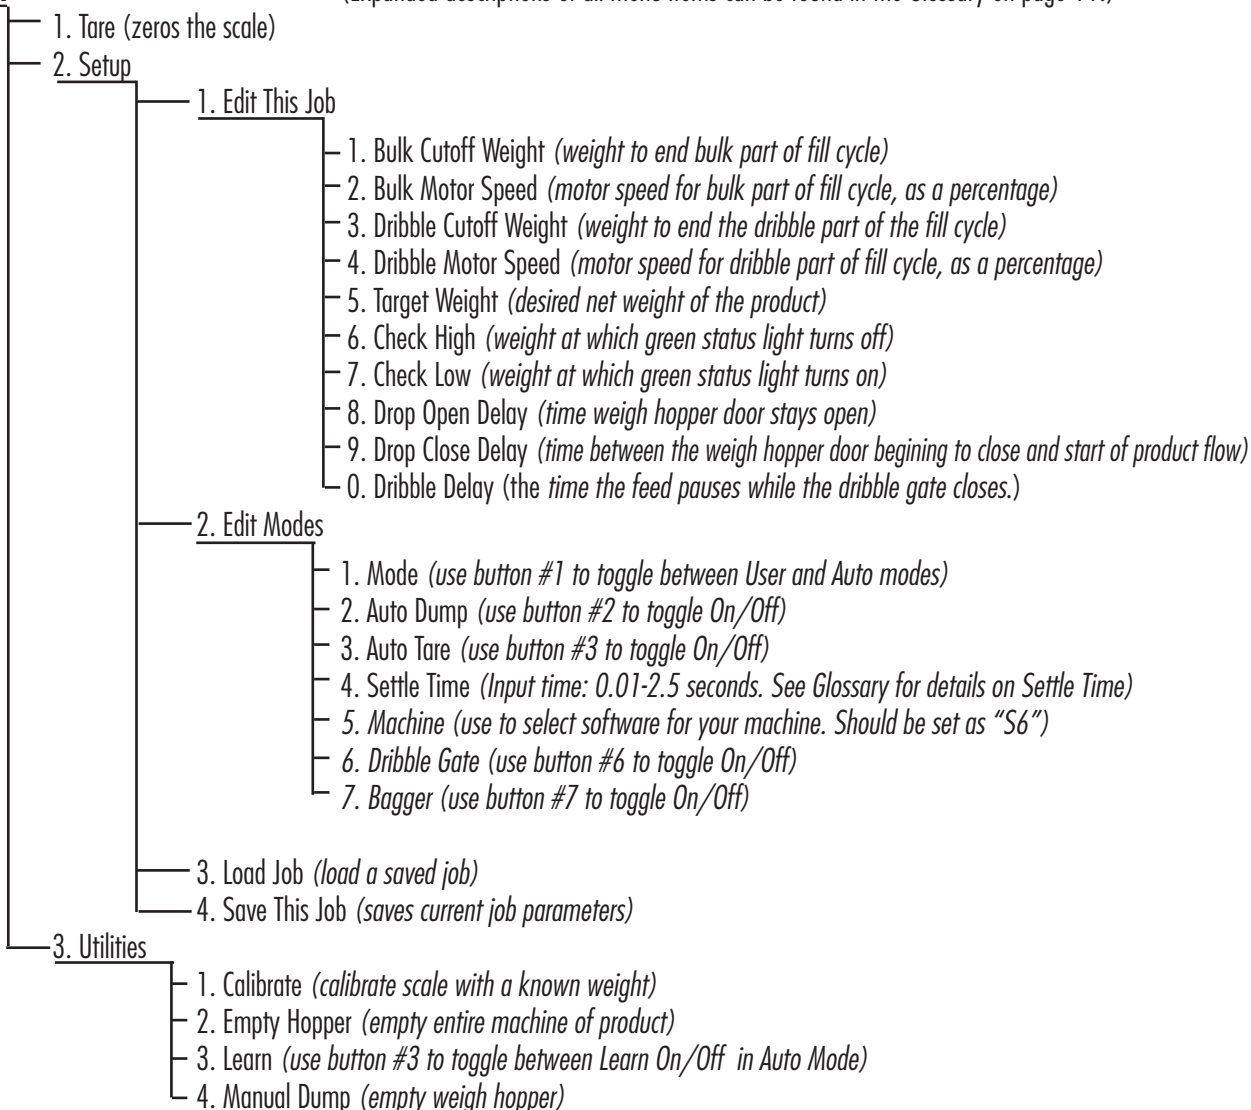 (Expanded descriptions of all menu items can be found in the Glossary on page
1. Tare (zeros the scale)
2. Setup
1. Edit This Job
1. Bulk Cutoff Weight (weight to end bulk part of fill cycle)
2. Bulk Motor Speed (motor speed for bulk part of fill cycle, as a percentage)
3. Dribble Cutoff Weight (weight to end the dribble part of the fill cycle)
4. Dribble Motor Speed (motor speed for dribble part of fill cycle, as a percentage)
5. Target Weight (desired net weight of the product)
6. Check High (weight at which green status light turns off)
7. Check Low (weight at which green status light turns on)
8. Drop Open Delay (time weigh hopper door stays open)
9. Drop Close Delay (time between the weigh hopper door begining to close and start of product flow)
0. Dribble Delay (the time the feed pauses while the dribble gate closes.)
2. Edit Modes
1. Mode (use button #1 to toggle between User and Auto modes)
2. Auto Dump (use button #2 to toggle On/Off)
3. Auto Tare (use button #3 to toggle On/Off)
4. Settle Time (Input time: 0.01-2.5 seconds. See Glossary for details on Settle Time)
5. Machine (use to select software for your machine. Should be set as “S6”)
6. Dribble Gate (use button #6 to toggle On/Off)
7. Bagger (use button #7 to toggle On/Off)
3. Load Job (load a saved job)
4. Save This Job (saves current job parameters)
3. Utilities
1. Calibrate (calibrate scale with a known weight)
2. Empty Hopper (empty entire machine of product)
3. Learn (use button #3 to toggle between Learn On/Off in Auto Mode)
4. Manual Dump (empty weigh hopper)